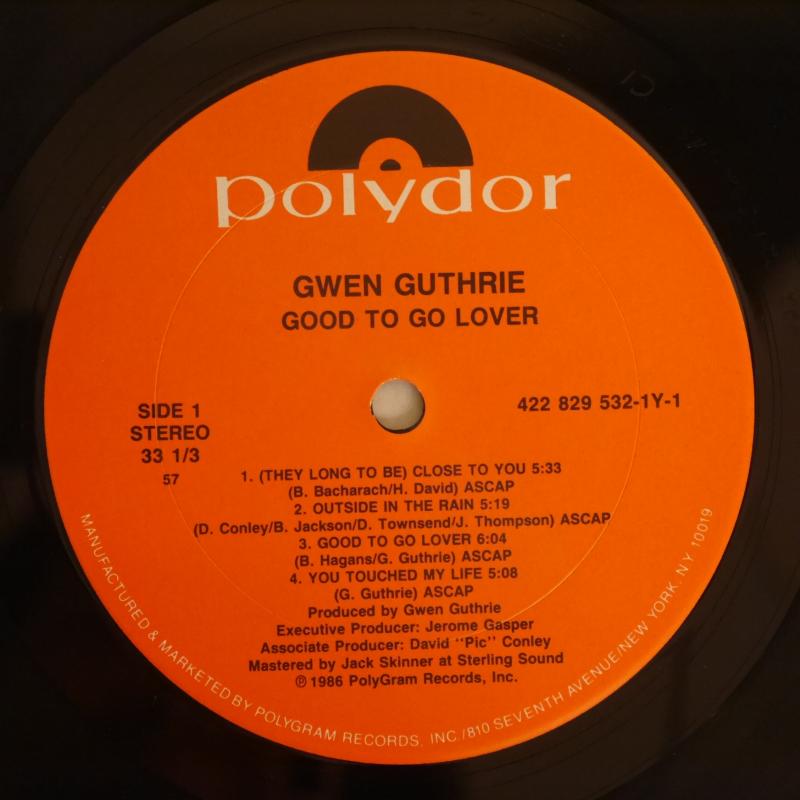 polydor
GWEN GUTHRIE
GOOD TO GO LOVER
SIDE 1
STEREO
33 1/3
57
422 829 532-1Y-1
1. (THEY LONG TO BE) CLOSE TO YOU 5:33
(B. Bacharach/H. David) ASCAP
2. OUTSIDE IN THE RAIN 5:19
(D. Conley/B. Jackson/D. Townsend/J. Thompson) ASCAP
3. GOOD TO GO LOVER 6:04
(B. Hagans/G. Guthrie) ASCAP
4. YOU TOUCHED MY LIFE 5:08
(G. Guthrie) ASCAP
Produced by Gwen Guthrie
Executive Producer: Jerome Gasper
Associate Producer: David "Pic" Conley
Mastered by Jack Skinner at Sterling Sound
℗ 1986 PolyGram Records, Inc.
MANUFACTURED & MARKETED BY POLYGRAM RECORDS, INC./810 SEVENTH AVENUE/NEW YORK, N.Y. 10019